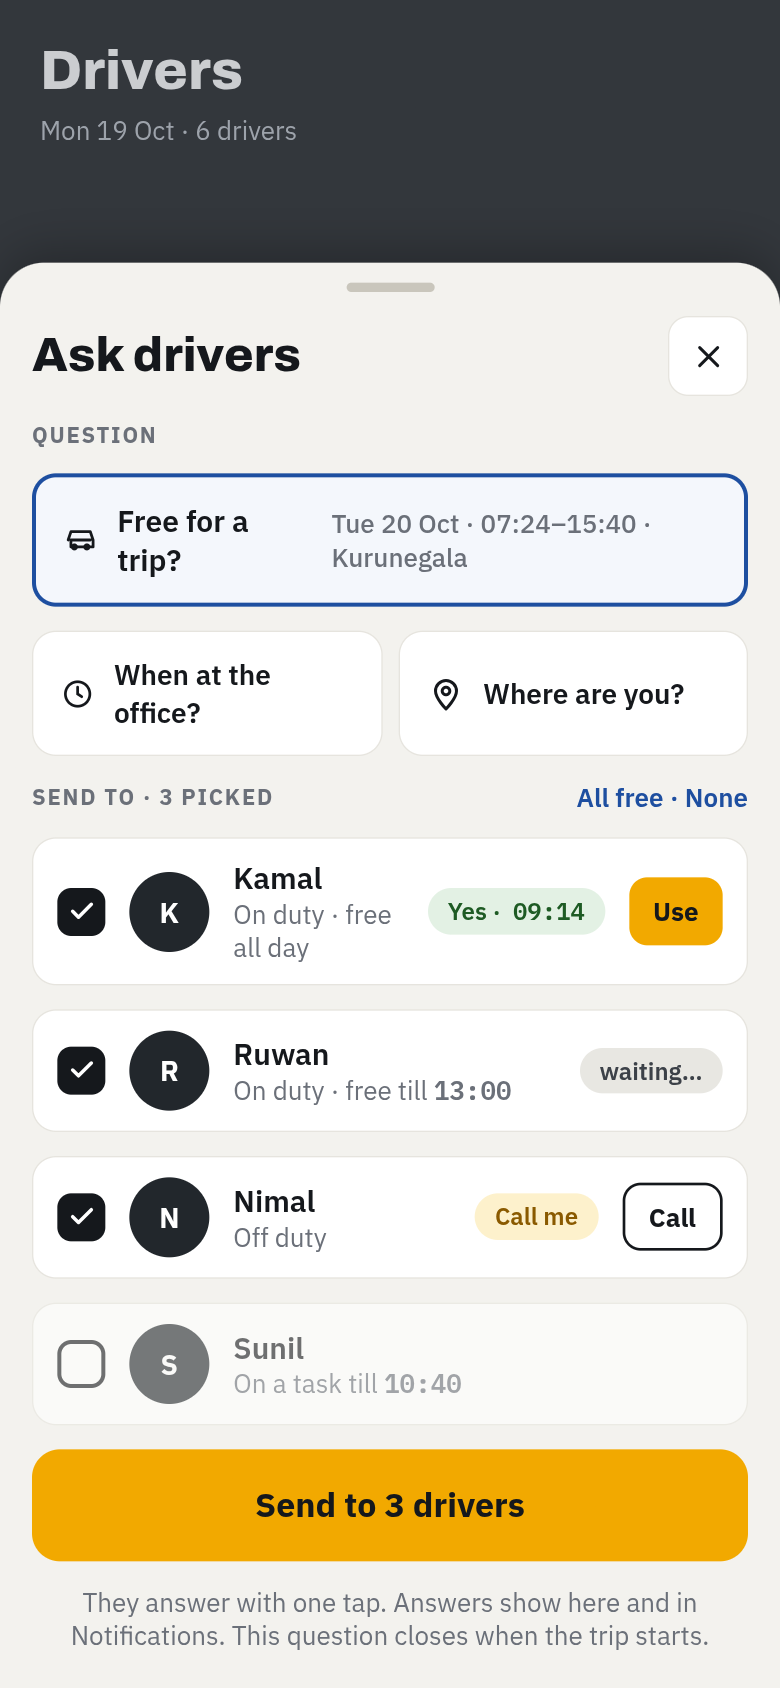 Drivers
Mon 19 Oct · 6 drivers
Ask drivers
QUESTION
Free for a
trip?
Tue 20 Oct · 07:24–15:40 ·
Kurunegala
When at the
office?
Where are you?
SEND TO · 3 PICKED
All free · None
K
Kamal
On duty · free
all day
Yes · 09:14
Use
R
Ruwan
On duty · free till 13:00
waiting...
N
Nimal
Off duty
Call me
Call
S
Sunil
On a task till 10:40
Send to 3 drivers
They answer with one tap. Answers show here and in
Notifications. This question closes when the trip starts.